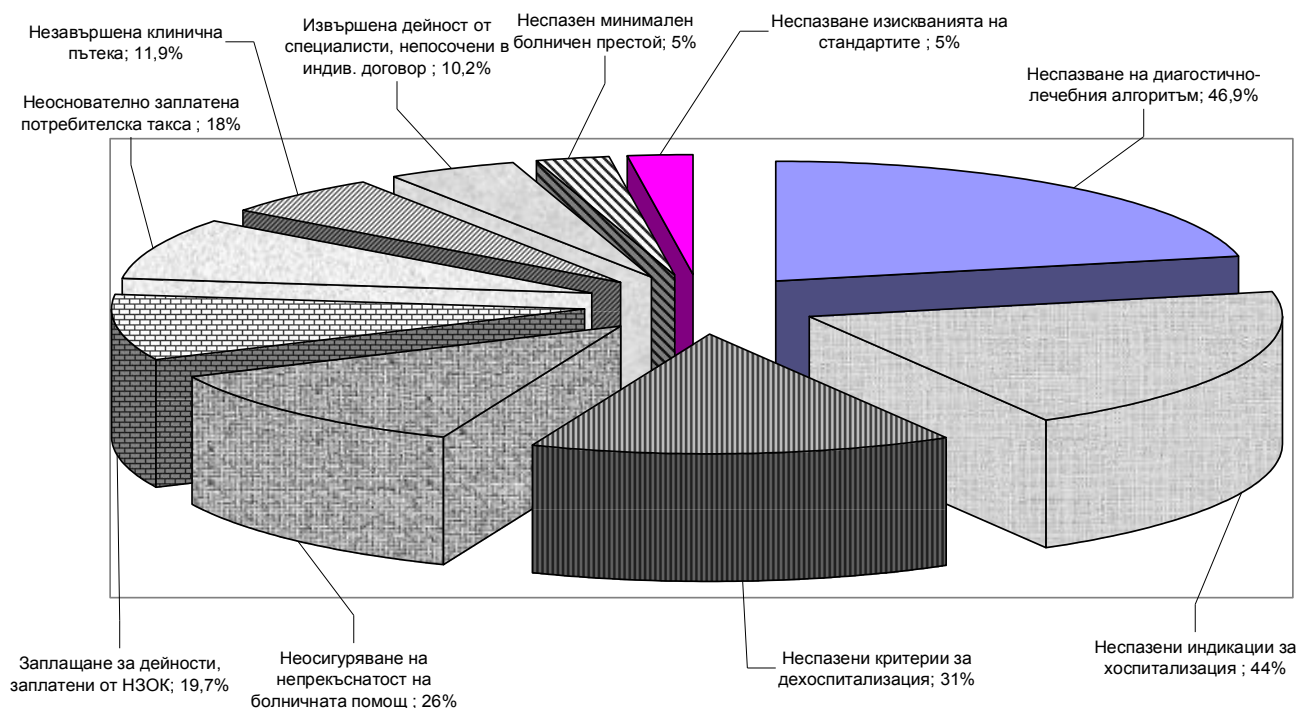 Незавършена клинична
пътека; 11,9%
Извършена дейност от
специалисти, непосочени в
индив. договор ; 10,2%
Неспазен минимален
болничен престой; 5%
Неспазване изискванията на
стандартите ; 5%
Неспазване на диагостично-
лечебния алгоритъм; 46,9%
Неоснователно заплатена
потребителска такса ; 18%
Заплащане за дейности,
заплатени от НЗОК; 19,7%
Неосигуряване на
непрекъснатост на
болничната помощ ; 26%
Неспазени критерии за
дехоспитализация; 31%
Неспазени индикации за
хоспитализация ; 44%